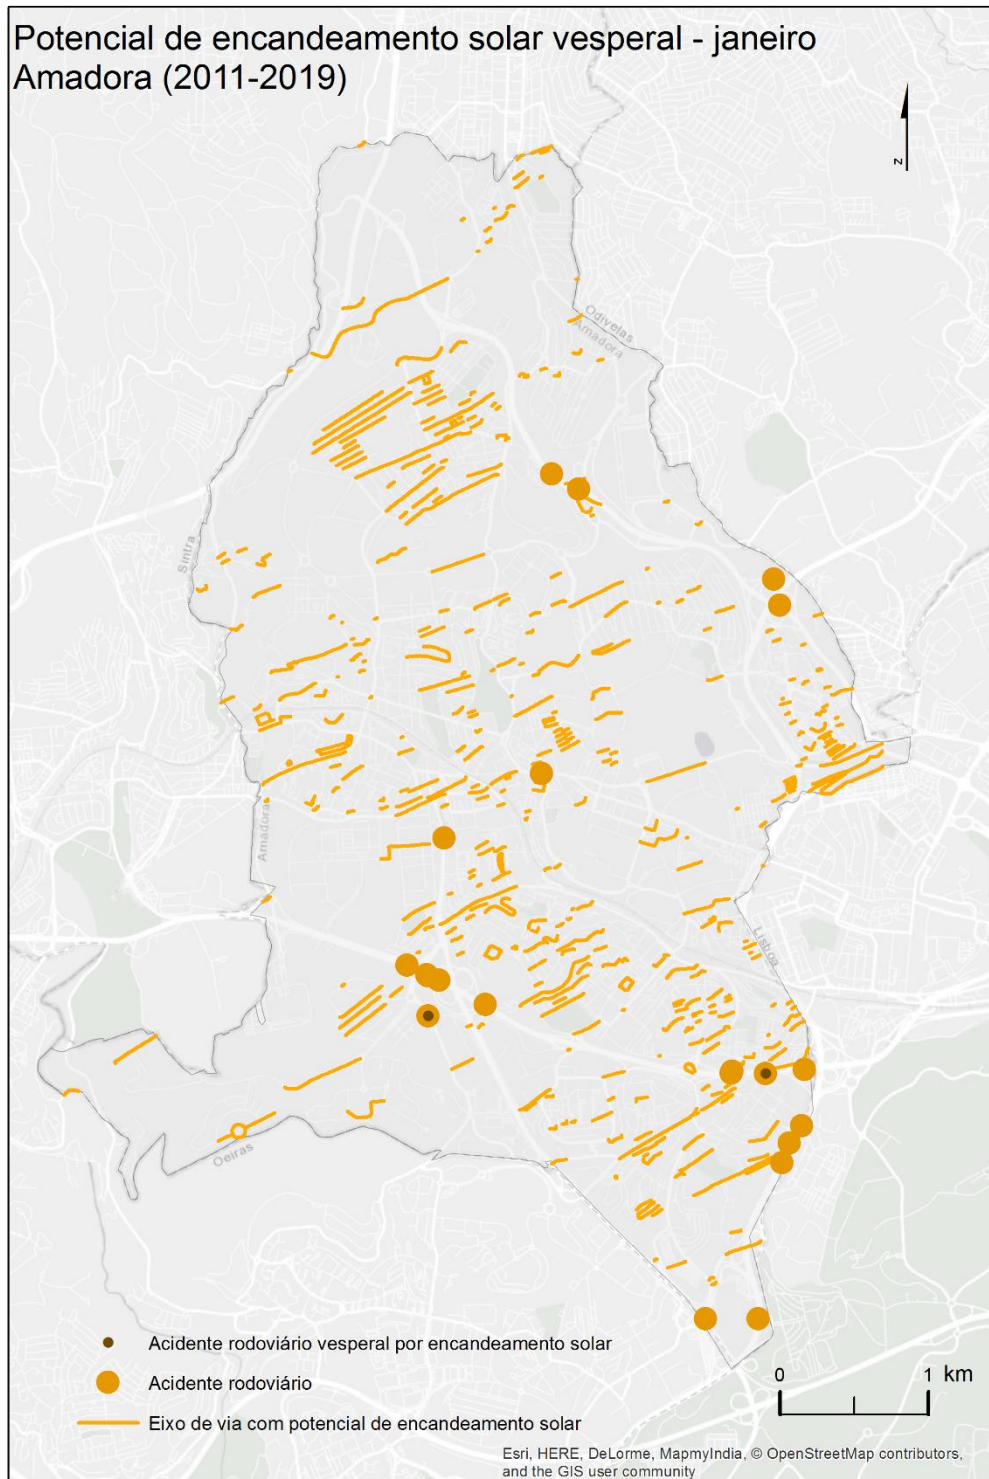 Potencial de encandeamento solar vesperal - janeiro
Amadora (2011-2019)
z
Odivelas
Amadora
Sintra
Amadora
Lisboa
Oeiras
Acidente rodoviário vesperal por encandeamento solar
Acidente rodoviário
Eixo de via com potencial de encandeamento solar
0 1 km
Esri, HERE, DeLorme, MapmyIndia, © OpenStreetMap contributors,
and the GIS user community